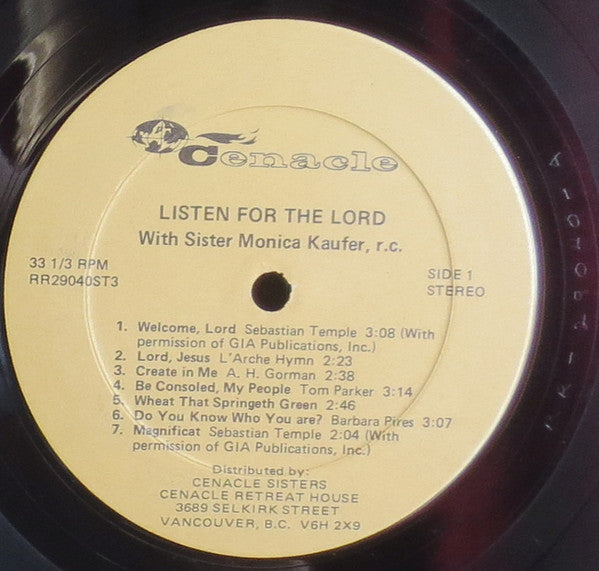 Cenacle
LISTEN FOR THE LORD
With Sister Monica Kaufer, r.c.
33 1/3 RPM
RR29040ST3
SIDE 1
STEREO
1. Welcome, Lord Sebastian Temple 3:08 (With
permission of GIA Publications, Inc.)
2. Lord, Jesus L'Arche Hymn 2:23
3. Create in Me A. H. Gorman 2:38
4. Be Consoled, My People Tom Parker 3:14
5. Wheat That Springeth Green 2:46
6. Do You Know Who You are? Barbara Pires 3:07
7. Magnificat Sebastian Temple 2:04 (With
permission of GIA Publications, Inc.)
Distributed by:
CENACLE SISTERS
CENACLE RETREAT HOUSE
3689 SELKIRK STREET
VANCOUVER, B.C. V6H 2X9